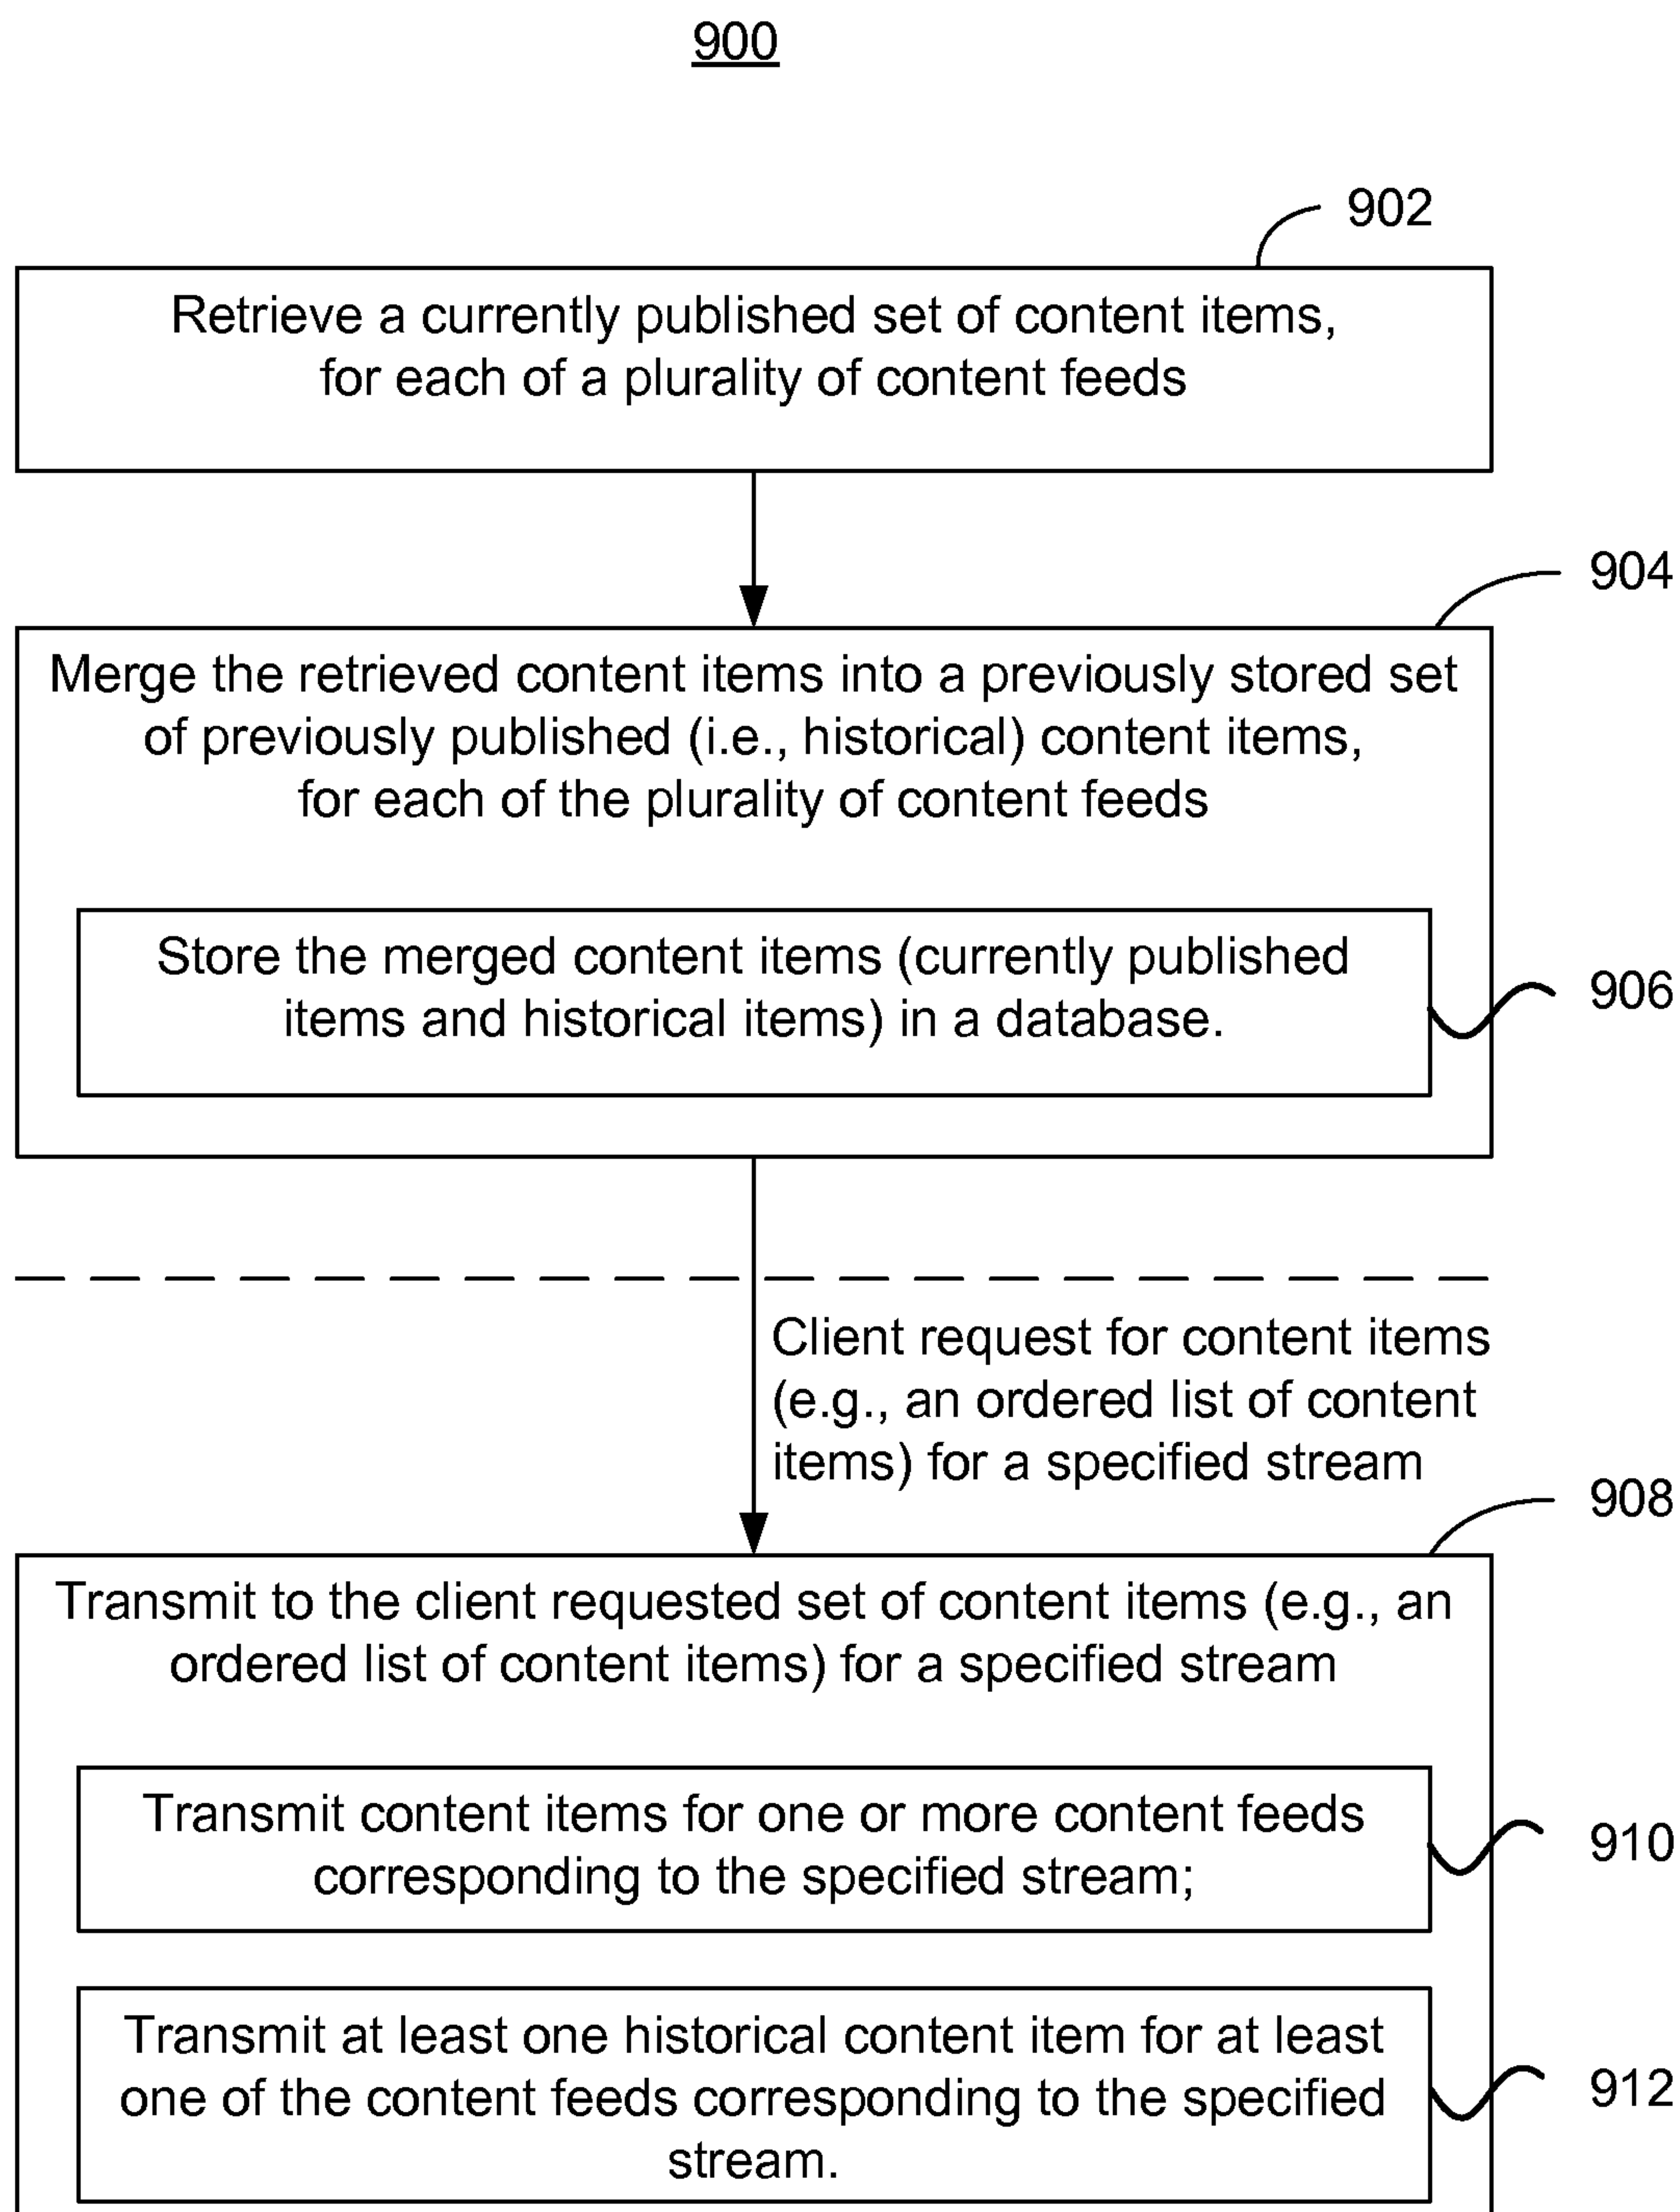 900
902
Retrieve a currently published set of content items,
for each of a plurality of content feeds
904
Merge the retrieved content items into a previously stored set
of previously published (i.e., historical) content items,
for each of the plurality of content feeds
Store the merged content items (currently published
items and historical items) in a database.
906
Client request for content items
(e.g., an ordered list of content
items) for a specified stream
908
Transmit to the client requested set of content items (e.g., an
ordered list of content items) for a specified stream
Transmit content items for one or more content feeds
corresponding to the specified stream;
910
Transmit at least one historical content item for at least
one of the content feeds corresponding to the specified
stream.
912